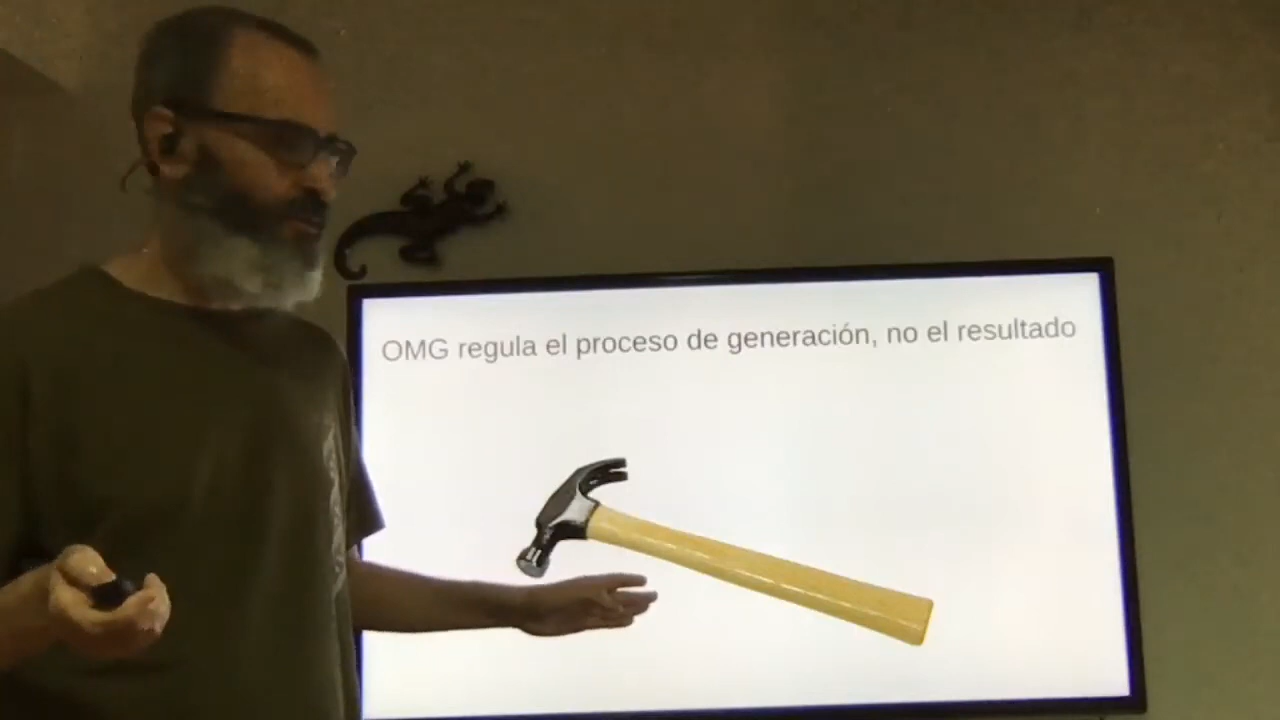 OMG regula el proceso de generación, no el resultado